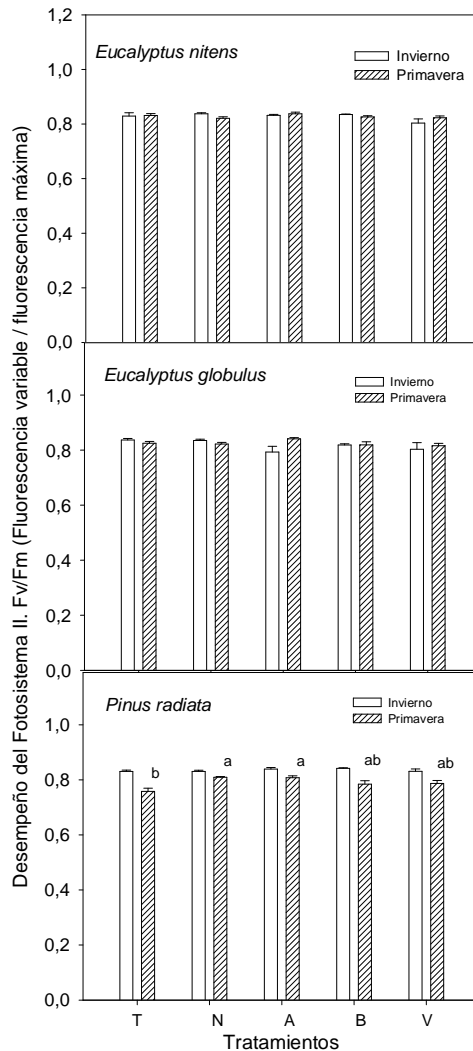 Desempeño del Fotosistema II. Fv/Fm (Fluorescencia variable / fluorescencia máxima)
1,2
Eucalyptus nitens
Invierno
Primavera
1,0
0,8
0,6
0,4
0,2
0,0
Eucalyptus globulus
Invierno
Primavera
1,0
0,8
0,6
0,4
0,2
0,0
Pinus radiata
Invierno
Primavera
1,0
b a a ab ab
0,8
0,6
0,4
0,2
0,0
T N A B V
Tratamientos